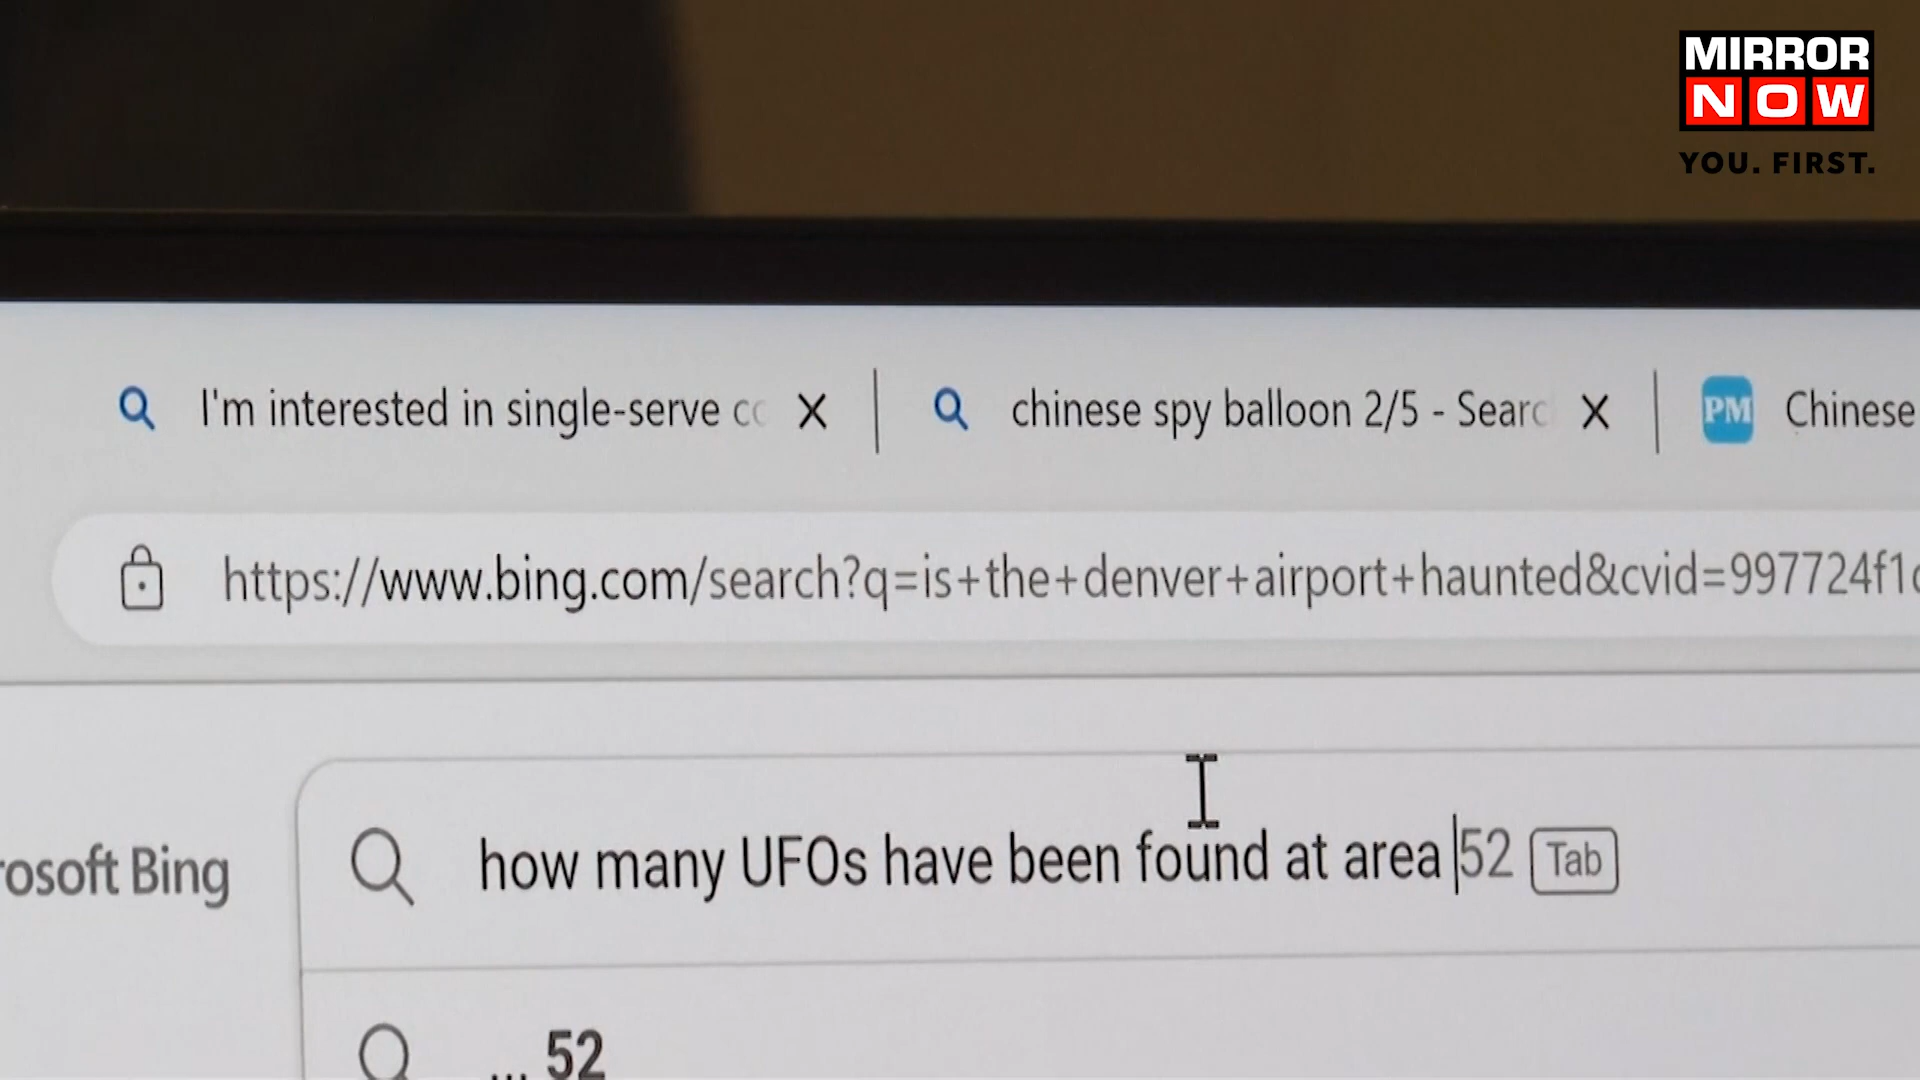 MIRROR
NOW
YOU. FIRST.
I'm interested in single-serve
chinese spy balloon 2/5 - Searc
PM Chinese
https://www.bing.com/search?q=is+the+denver+airport+haunted&cvid=997724f1
rosoft Bing
how many UFOs have been found at area 52 Tab
... 52